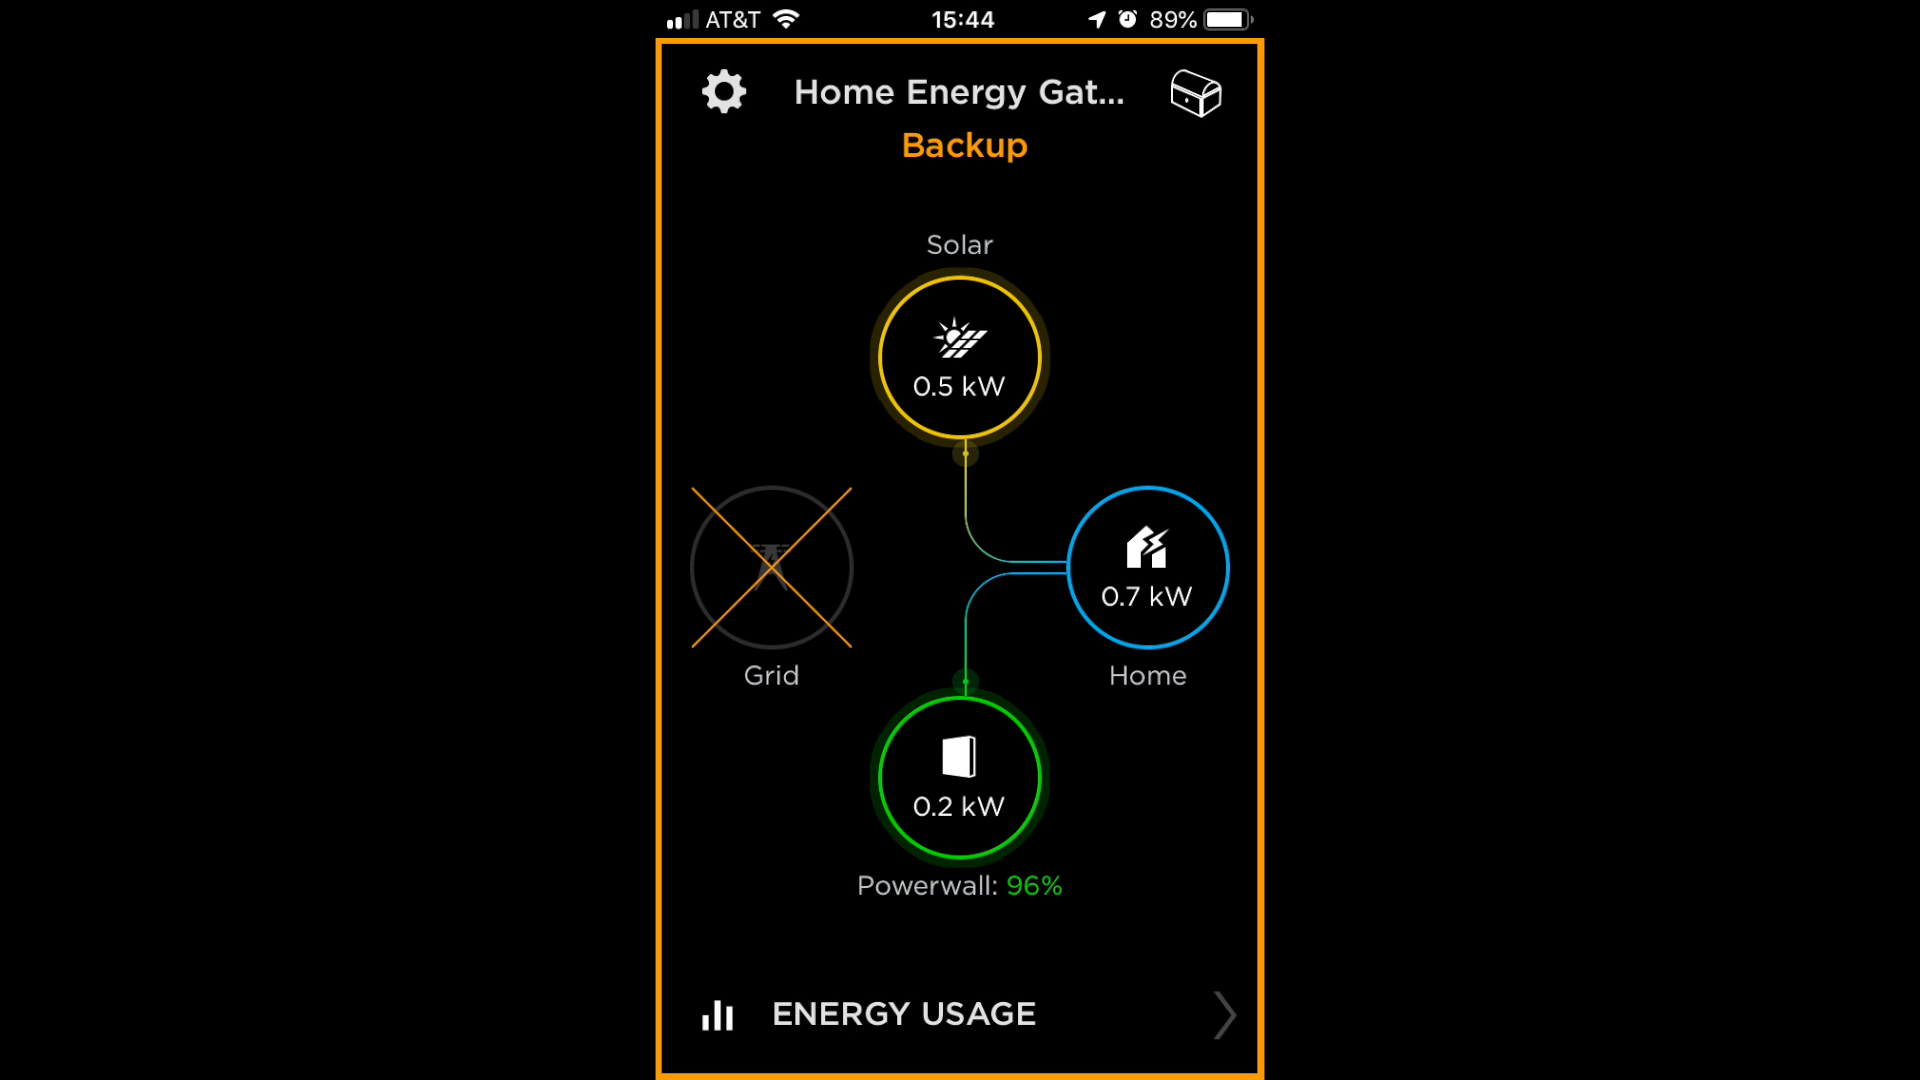 AT&T 15:44 89%
Home Energy Gat...
Backup
Solar
0.5 kW
0.7 kW
Grid
Home
0.2 kW
Powerwall: 96%
ENERGY USAGE